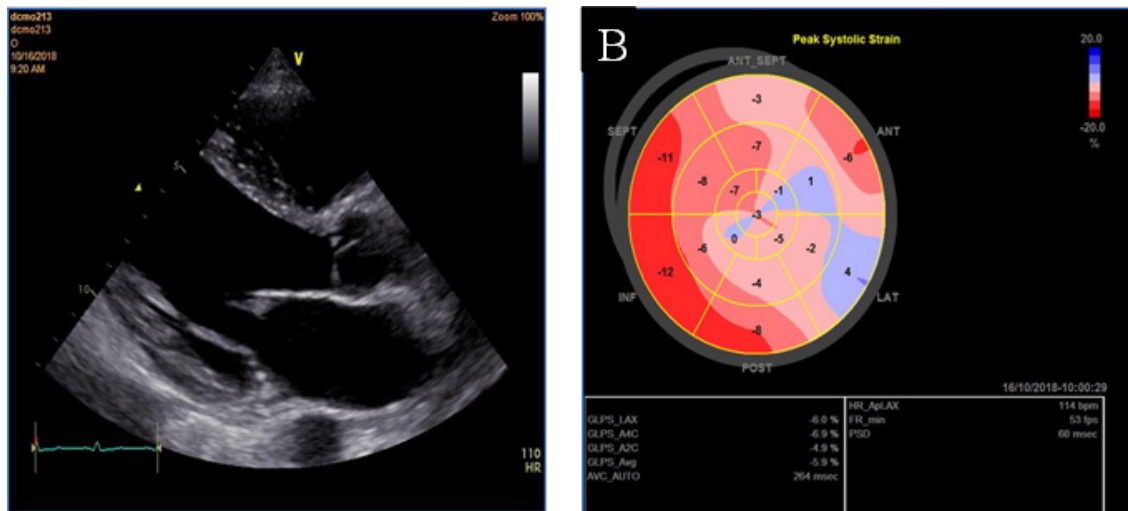 dcmo213
dcmo213
O
10/16/2018
9:20 AM
Zoom 100%
V
5
10
110
HR
B
Peak Systolic Strain
20.0
-20.0
%
ANT_SEPT
SEPT
ANT
INF
LAT
POST
-3
-11
-7
-6
-8
-7
-1
1
-3
-6
0
-5
-2
-12
-4
4
-8
16/10/2018-10:00:29
GLPS_LAX -6.0 %
GLPS_A4C -6.9 %
GLPS_A2C -4.9 %
GLPS_Avg -5.9 %
AVC_AUTO 264 msec
HR_ApLAX 114 bpm
FR_min 53 fps
PSD 60 msec